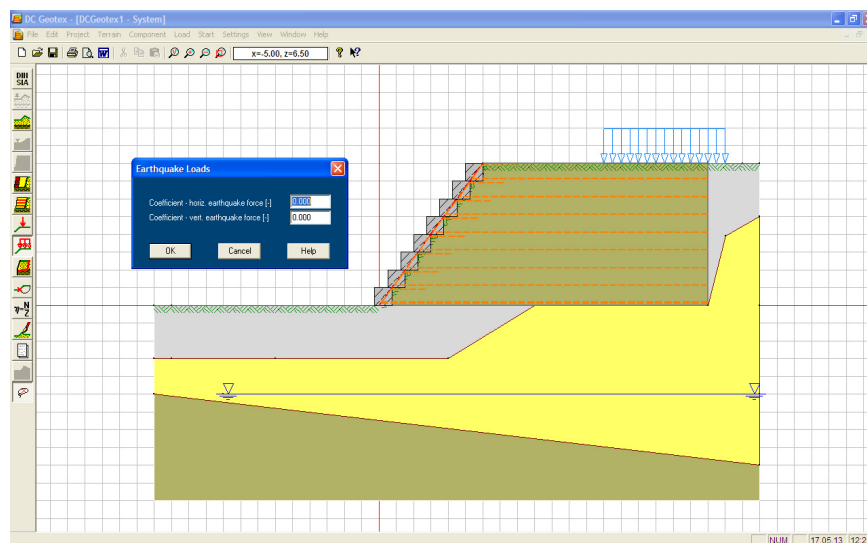 DC Geotex - [DCGeotex1 - System]
File Edit Project Terrain Component Load Start Settings View Window Help
x=-5.00, z=6.50
DIN
SIA
Earthquake Loads
Coefficient - horiz. earthquake force [-] 0.000
Coefficient - vert. earthquake force [-] 0.000
OK Cancel Help
NUM 17.05.13